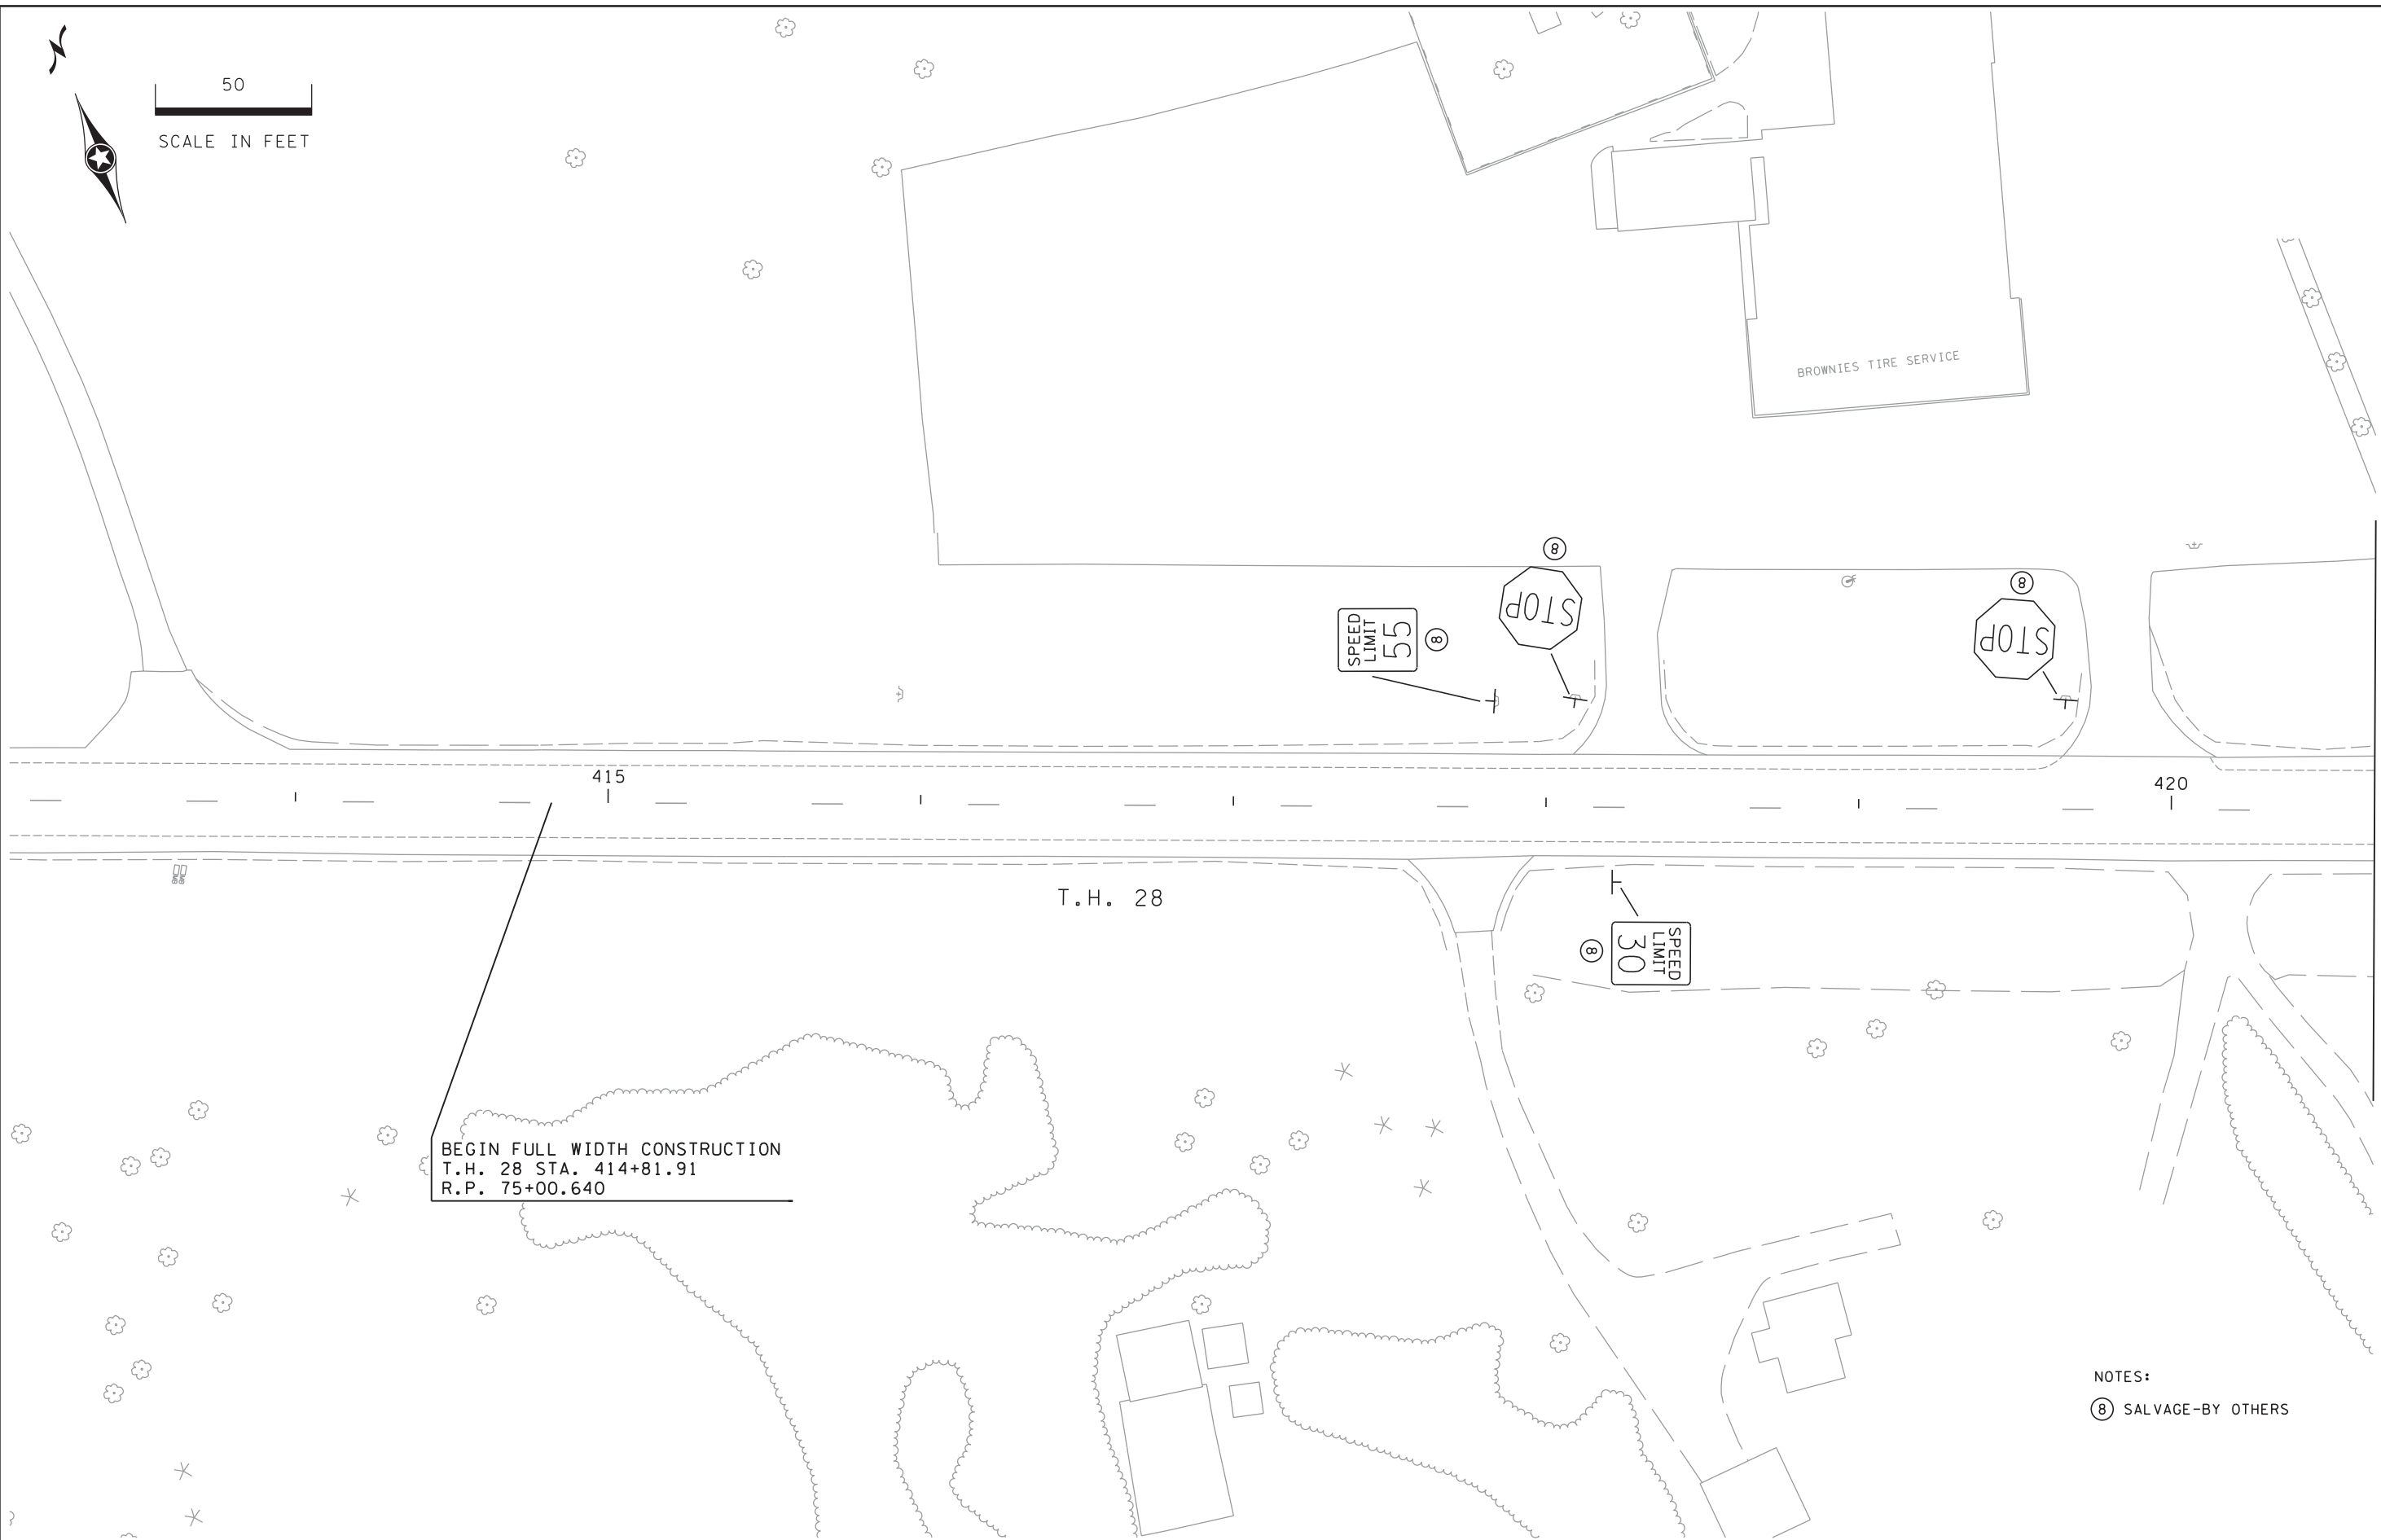 N
50
SCALE IN FEET
BROWNIES TIRE SERVICE
8
STOP
8
STOP
SPEED
LIMIT
55
8
415
420
T.H. 28
SPEED
LIMIT
30
8
BEGIN FULL WIDTH CONSTRUCTION
T.H. 28 STA. 414+81.91
R.P. 75+00.640
NOTES:
8 SALVAGE-BY OTHERS